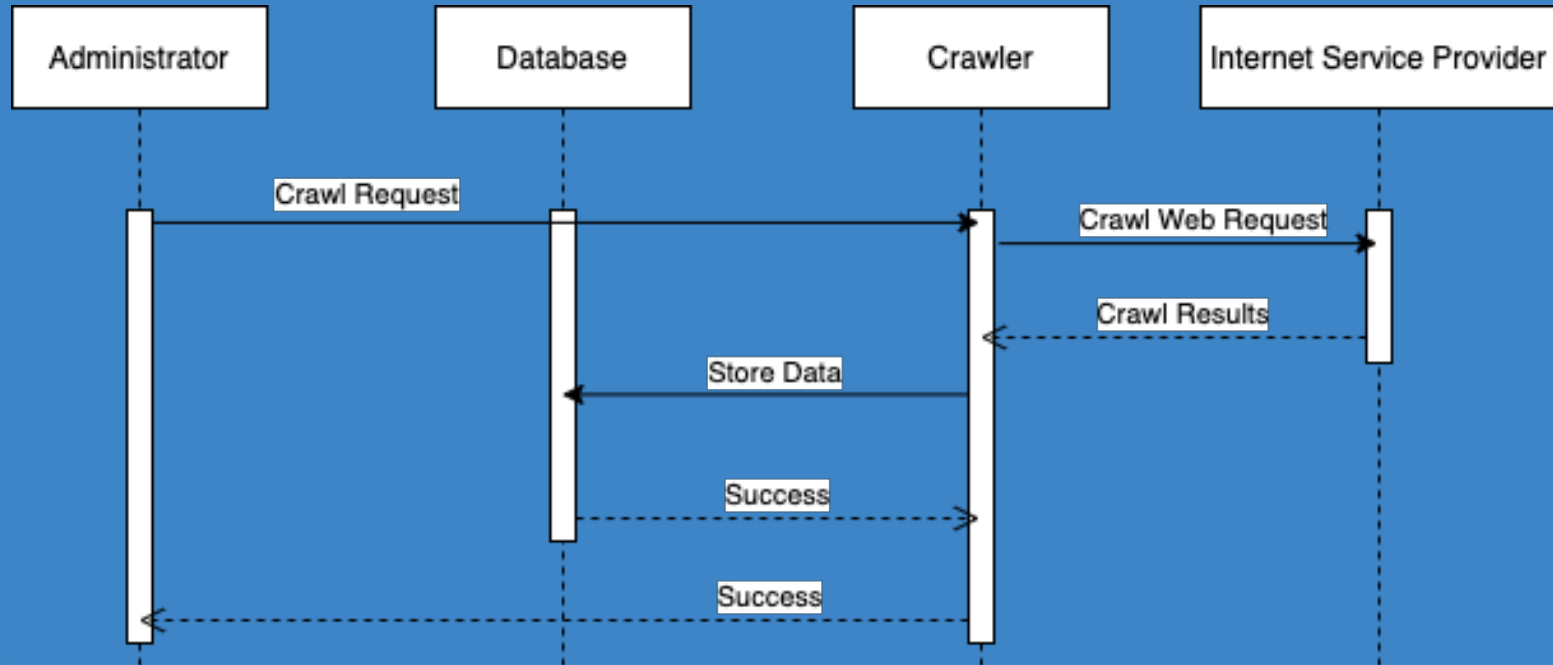 Administrator
Database
Crawler
Internet Service Provider
Crawl Request
Crawl Web Request
Crawl Results
Store Data
Success
Success